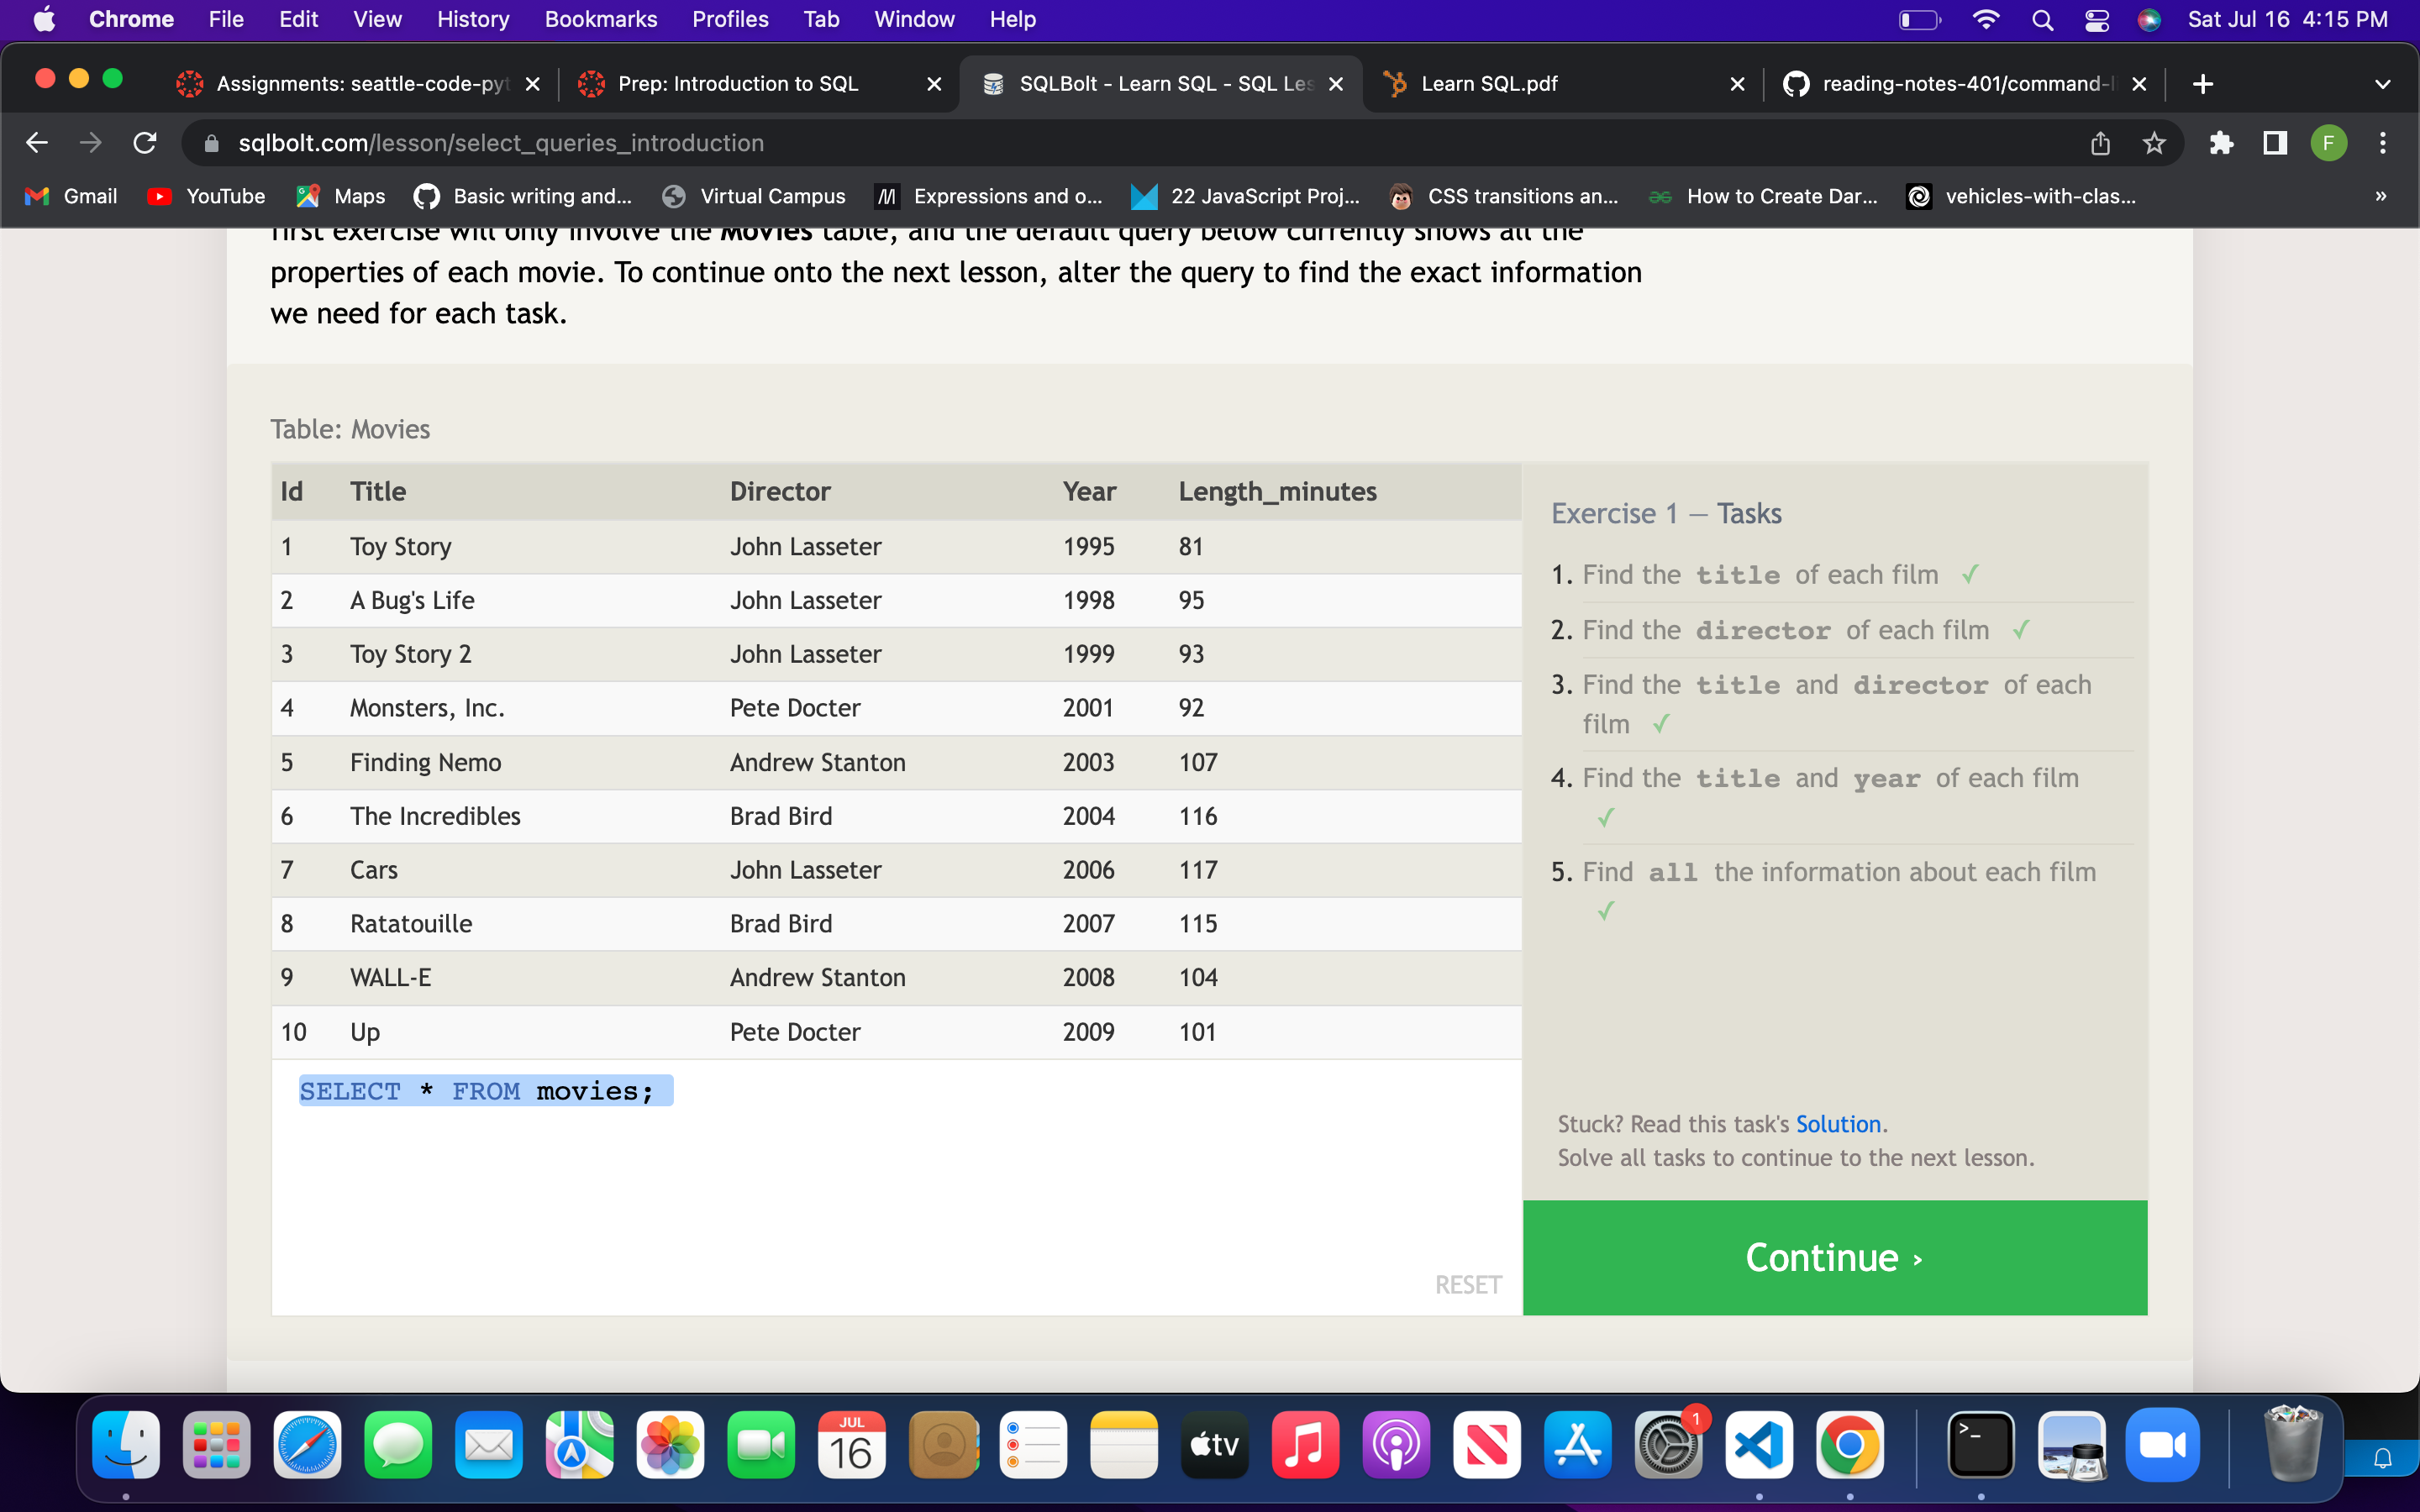 Chrome File Edit View History Bookmarks Profiles Tab Window Help Sat Jul 16 4:15 PM
Assignments: seattle-code-pyt Prep: Introduction to SQL SQLBolt - Learn SQL - SQL Les Learn SQL.pdf reading-notes-401/command-li
sqlbolt.com/lesson/select_queries_introduction F
Gmail YouTube Maps Basic writing and... Virtual Campus Expressions and o... 22 JavaScript Proj... CSS transitions an... How to Create Dar... vehicles-with-clas... »
first exercise will only involve the Movies table, and the default query below currently shows all the
properties of each movie. To continue onto the next lesson, alter the query to find the exact information
we need for each task.
Table: Movies
Id Title Director Year Length_minutes
1 Toy Story John Lasseter 1995 81
2 A Bug's Life John Lasseter 1998 95
3 Toy Story 2 John Lasseter 1999 93
4 Monsters, Inc. Pete Docter 2001 92
5 Finding Nemo Andrew Stanton 2003 107
6 The Incredibles Brad Bird 2004 116
7 Cars John Lasseter 2006 117
8 Ratatouille Brad Bird 2007 115
9 WALL-E Andrew Stanton 2008 104
10 Up Pete Docter 2009 101
SELECT * FROM movies;
RESET
Exercise 1 — Tasks
1. Find the title of each film ✓
2. Find the director of each film ✓
3. Find the title and director of each
film ✓
4. Find the title and year of each film
✓
5. Find all the information about each film
✓
Stuck? Read this task's Solution.
Solve all tasks to continue to the next lesson.
Continue ›
JUL
16
tv
1
>_